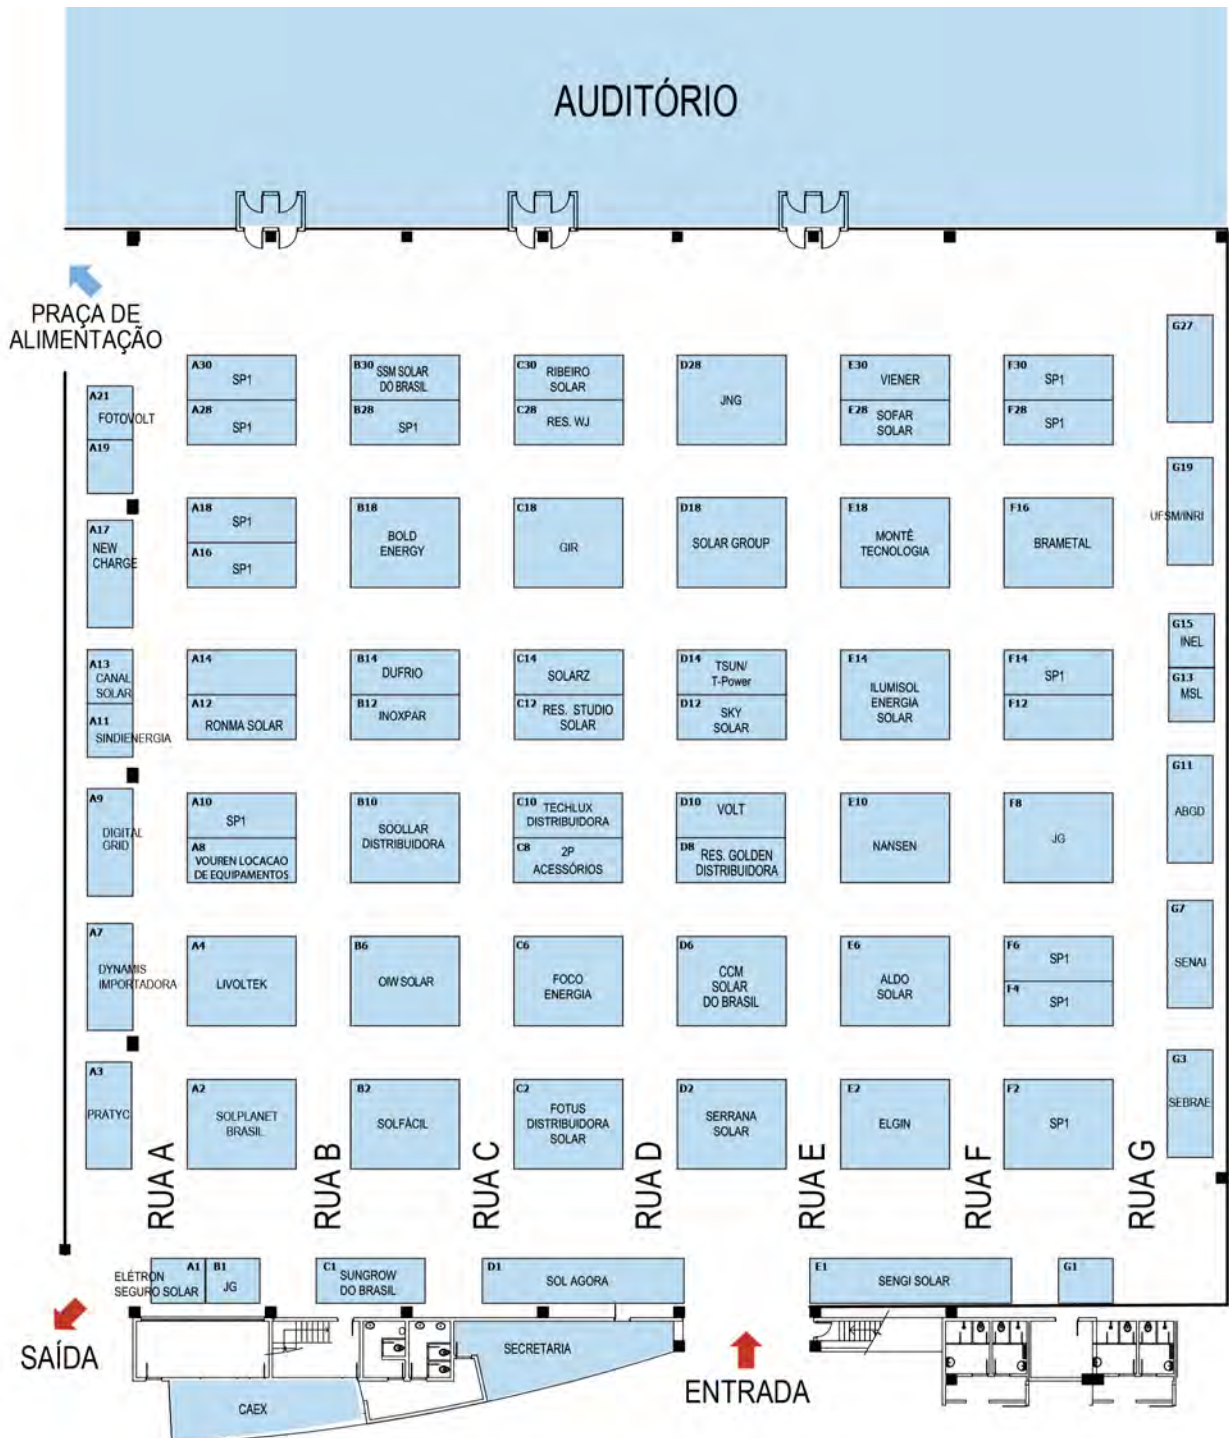 AUDITÓRIO
PRAÇA DE
ALIMENTAÇÃO
A21
FOTOVOLT
A19
A17
NEW
CHARGE
A13
CANAL
SOLAR
A11
SINDIENERGIA
A9
DIGITAL
GRID
A7
DYNAMIS
IMPORTADORA
A3
PRATYC
A30
SP1
A28
SP1
A18
SP1
A16
SP1
A14
A12
RONMA SOLAR
A10
SP1
A8
VOUREN LOCACAO
DE EQUIPAMENTOS
A4
LIVOLTEK
A2
SOLPLANET
BRASIL
B30
SSM SOLAR
DO BRASIL
B28
SP1
B18
BOLD
ENERGY
B14
DUFRIO
B12
INOXPAR
B10
SOOLLAR
DISTRIBUIDORA
B6
OIW SOLAR
B2
SOLFÁCIL
C30
RIBEIRO
SOLAR
C28
RES. WJ
C18
GIR
C14
SOLARZ
C12
RES. STUDIO
SOLAR
C10
TECHLUX
DISTRIBUIDORA
C8
2P
ACESSÓRIOS
C6
FOCO
ENERGIA
C2
FOTUS
DISTRIBUIDORA
SOLAR
D28
JNG
D18
SOLAR GROUP
D14
TSUN/
T-Power
D12
SKY
SOLAR
D10
VOLT
D8
RES. GOLDEN
DISTRIBUIDORA
D6
CCM
SOLAR
DO BRASIL
D2
SERRANA
SOLAR
E30
VIENER
E28
SOFAR
SOLAR
E18
MONTÊ
TECNOLOGIA
E14
ILUMISOL
ENERGIA
SOLAR
E10
NANSEN
E6
ALDO
SOLAR
E2
ELGIN
F30
SP1
F28
SP1
F16
BRAMETAL
F14
SP1
F12
F8
JG
F6
SP1
F4
SP1
F2
SP1
G27
G19
UFSM/INRI
G15
INEL
G13
MSL
G11
ABGD
G7
SENAI
G3
SEBRAE
RUA A
RUA B
RUA C
RUA D
RUA E
RUA F
RUA G
A1
ELÉTRON
SEGURO SOLAR
B1
JG
C1
SUNGROW
DO BRASIL
D1
SOL AGORA
E1
SENGI SOLAR
G1
SAÍDA
SECRETARIA
CAEX
ENTRADA